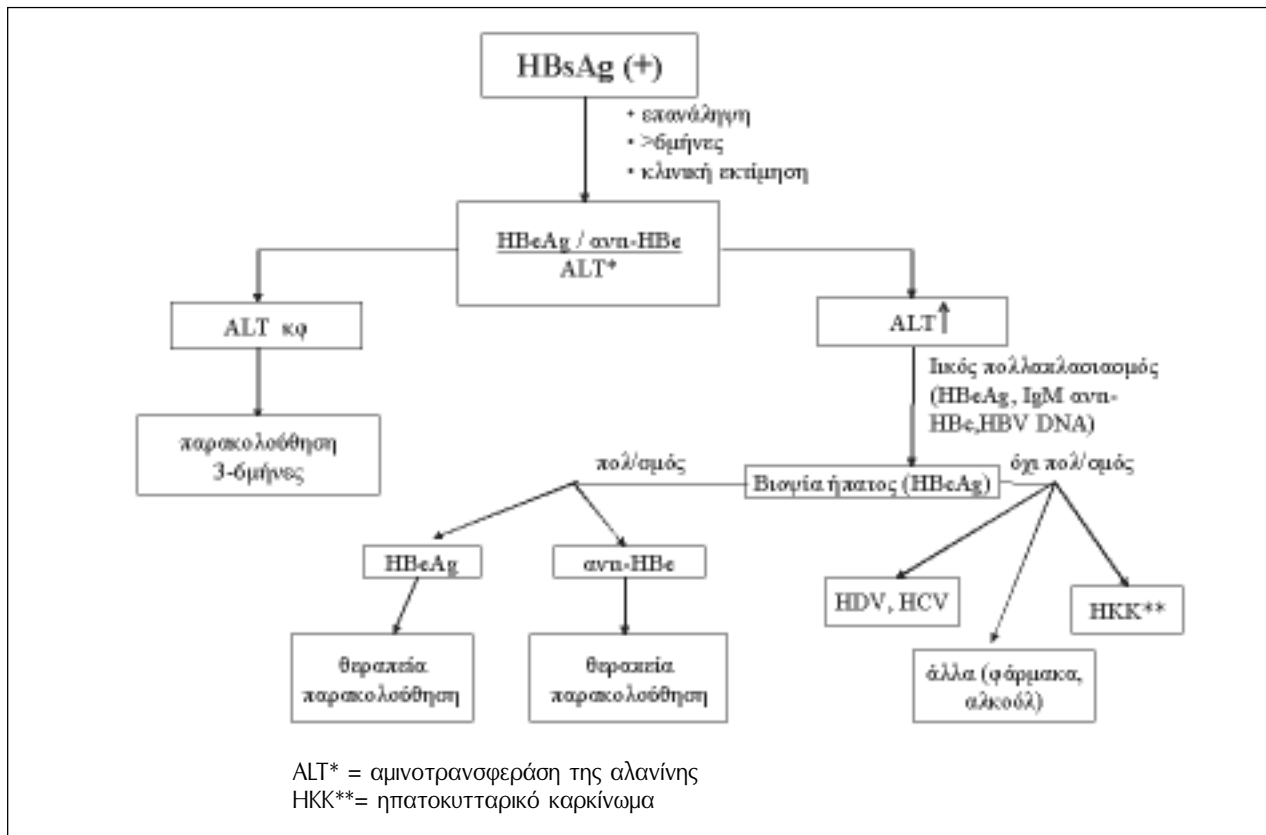 HBsAg (+)
• επανάληψη
• >6μήνες
• κλινική εκτίμηση
HBeAg / αντι-HBe
ALT*
ALT κφ
ALT↑
παρακολούθηση
3-6μήνες
Ιικός πολλαπλασιασμός
(HBeAg, IgM αντι-
HBc,HBV DNA)
πολ/σμός
Βιοψία ήπατος (HBeAg)
όχι πολ/σμός
HBeAg
αντι-HBe
HDV, HCV
HKK**
θεραπεία
παρακολούθηση
θεραπεία
παρακολούθηση
άλλα (φάρμακα,
αλκοόλ)
ALT* = αμινοτρανσφεράση της αλανίνης
HKK**= ηπατοκυτταρικό καρκίνωμα